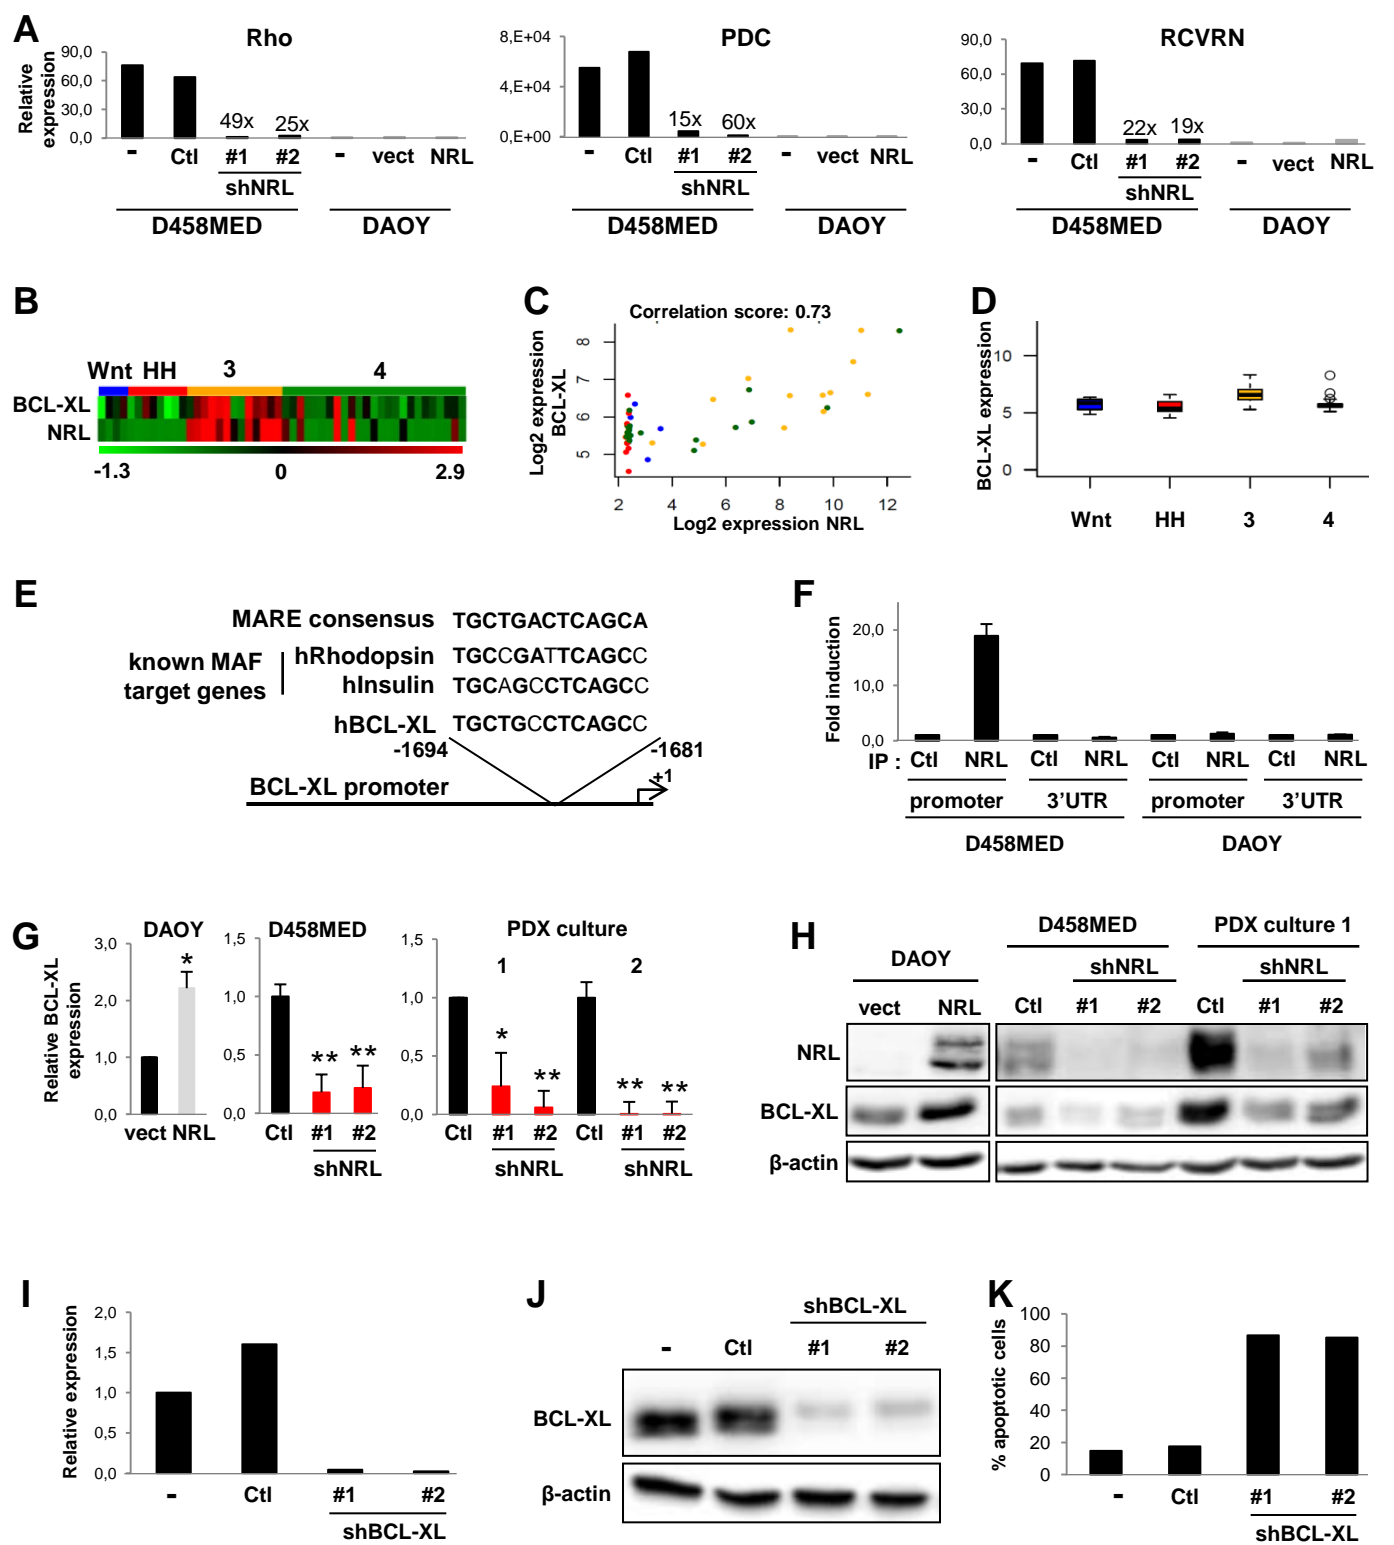 A
Rho
Relative expression
90,0
60,0
30,0
0,0
49x
25x
-
Ctl
#1
#2
-
vect
NRL
shNRL
D458MED
DAOY
PDC
8,E+04
4,E+04
0,E+00
15x
60x
-
Ctl
#1
#2
-
vect
NRL
shNRL
D458MED
DAOY
RCVRN
90,0
60,0
30,0
0,0
22x
19x
-
Ctl
#1
#2
-
vect
NRL
shNRL
D458MED
DAOY
B
Wnt HH 3 4
BCL-XL
NRL
-1.3 0 2.9
C
Correlation score: 0.73
Log2 expression
BCL-XL
8
7
6
5
2 4 6 8 10 12
Log2 expression NRL
D
BCL-XL expression
10
5
0
Wnt HH 3 4
E
MARE consensus TGCTGACTCAGCA
known MAF
target genes
hRhodopsin TGCCGATTCAGCC
hInsulin TGCAGCCTCAGCC
hBCL-XL TGCTGCCTCAGCC
-1694 -1681
BCL-XL promoter
+1
F
Fold induction
20,0
10,0
0,0
IP : Ctl NRL Ctl NRL Ctl NRL Ctl NRL
promoter 3'UTR promoter 3'UTR
D458MED DAOY
G
Relative BCL-XL
expression
DAOY
3,0
2,0
1,0
0,0
*
vect NRL
D458MED
1,5
1,0
0,5
0,0
** **
Ctl #1 #2
shNRL
PDX culture
1,5
1,0
0,5
0,0
1 2
* ** ** **
Ctl #1 #2 Ctl #1 #2
shNRL shNRL
H
DAOY
D458MED
PDX culture 1
shNRL shNRL
vect NRL Ctl #1 #2 Ctl #1 #2
NRL
BCL-XL
β-actin
I
Relative expression
2,0
1,5
1,0
0,5
0,0
- Ctl #1 #2
shBCL-XL
J
shBCL-XL
- Ctl #1 #2
BCL-XL
β-actin
K
% apoptotic cells
100
80
60
40
20
0
- Ctl #1 #2
shBCL-XL